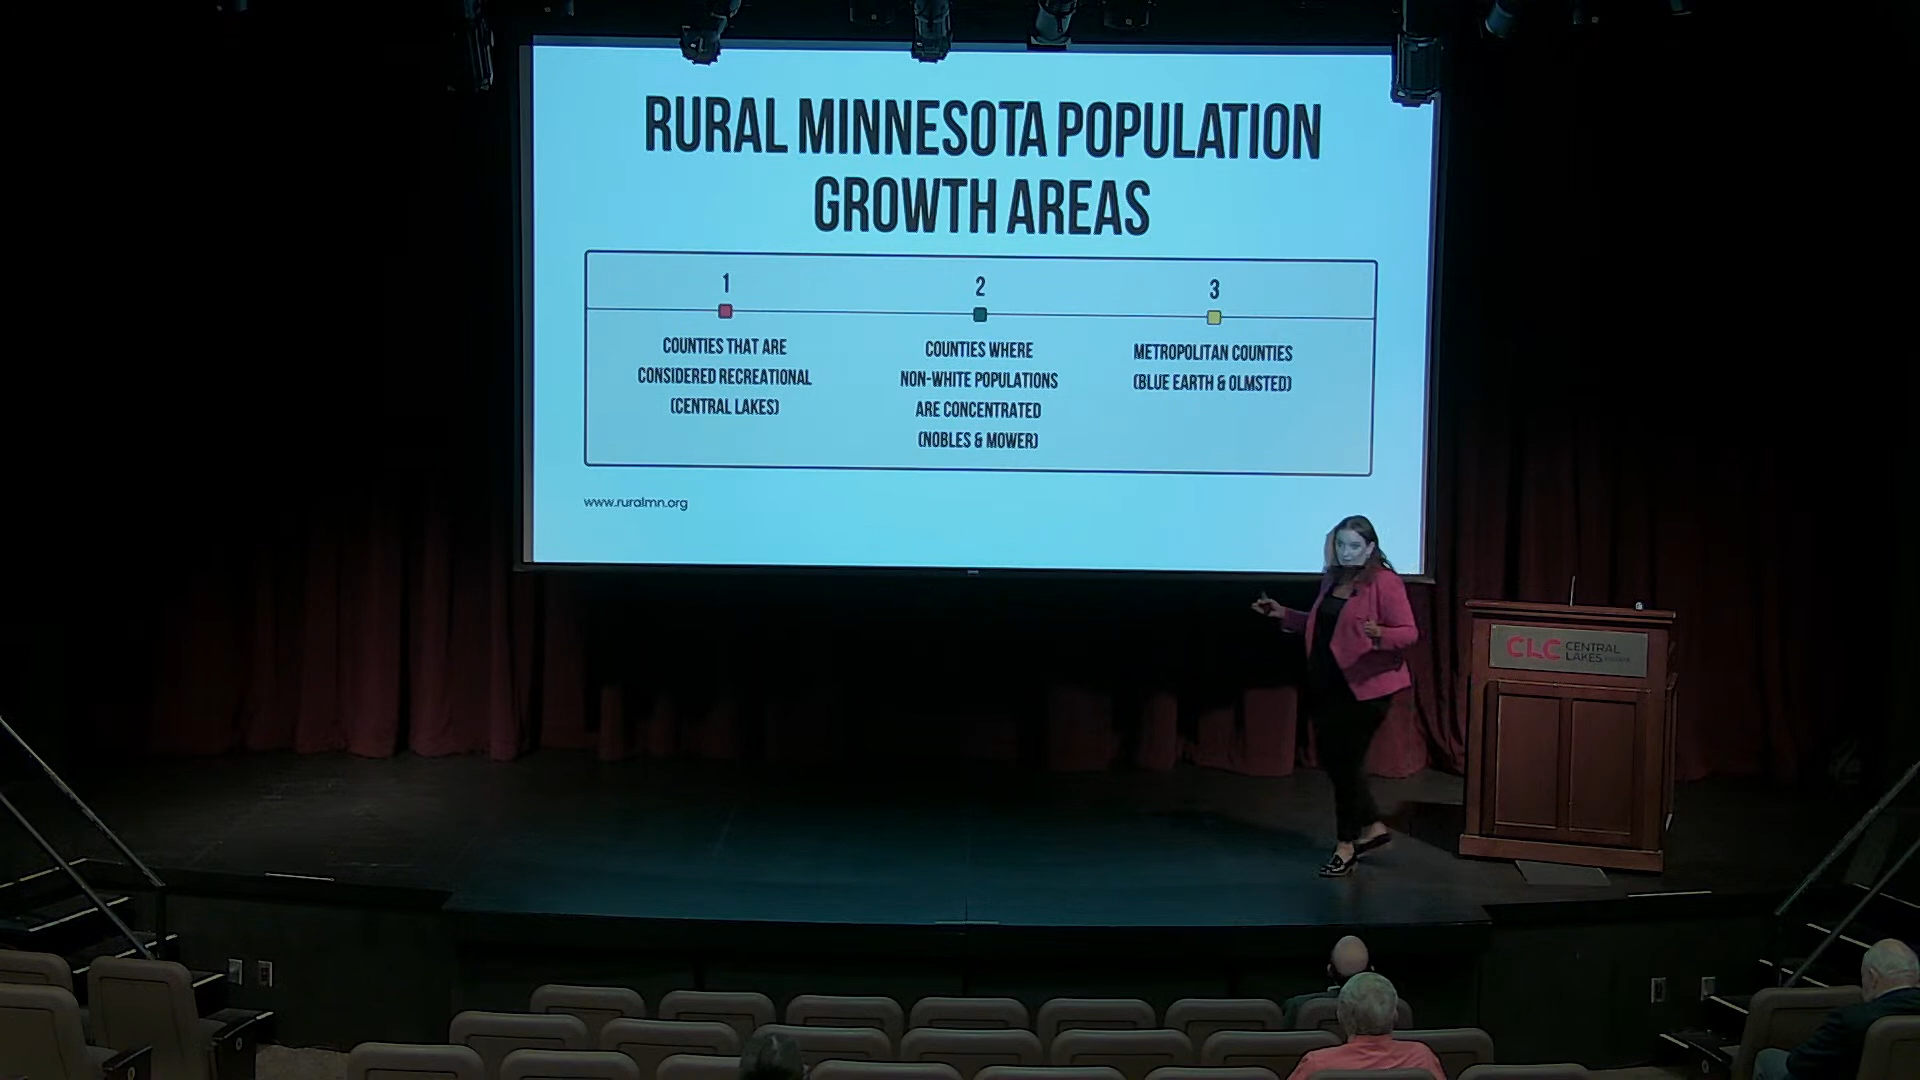 RURAL MINNESOTA POPULATION
GROWTH AREAS
1
COUNTIES THAT ARE
CONSIDERED RECREATIONAL
(CENTRAL LAKES)
2
COUNTIES WHERE
NON-WHITE POPULATIONS
ARE CONCENTRATED
(NOBLES & MOWER)
3
METROPOLITAN COUNTIES
(BLUE EARTH & OLMSTED)
www.ruralmn.org
CLC CENTRAL
LAKES